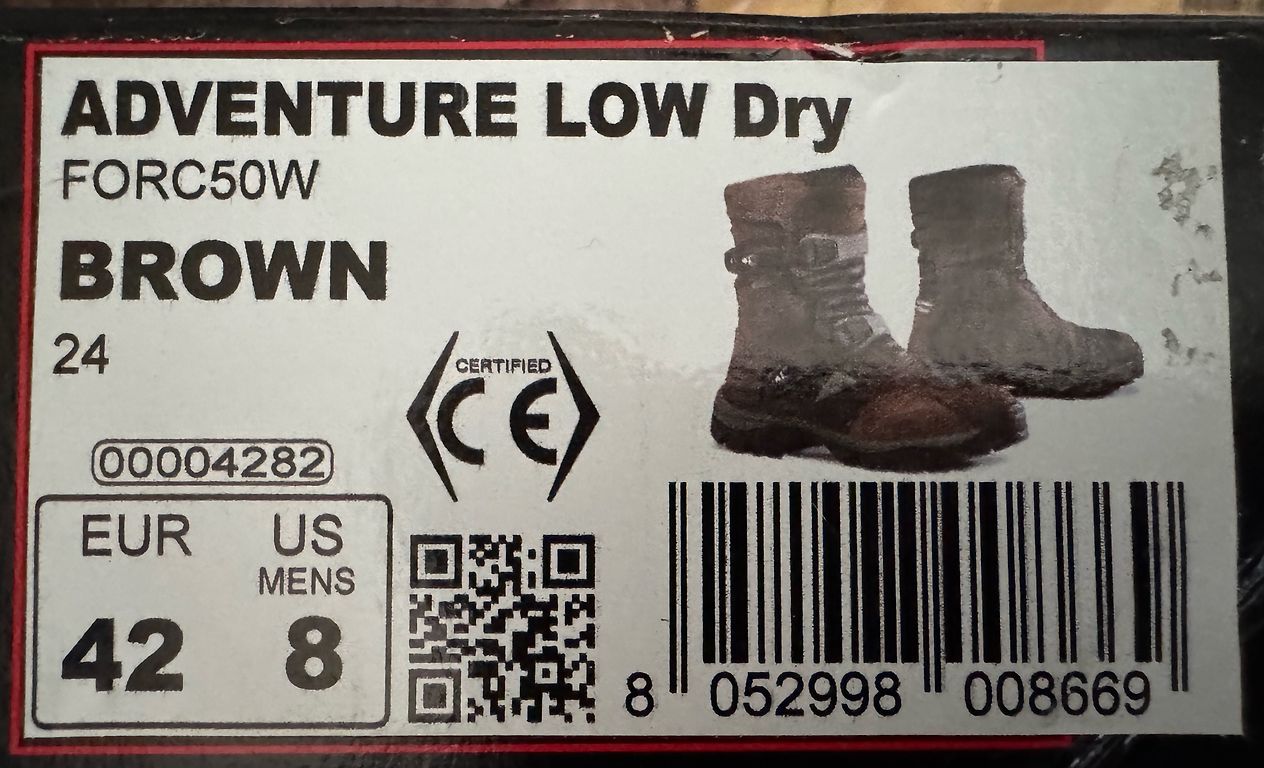 ADVENTURE LOW Dry
FORC50W
BROWN
24
CERTIFIED
CE
00004282
EUR US
MENS
42 8
8 052998 008669